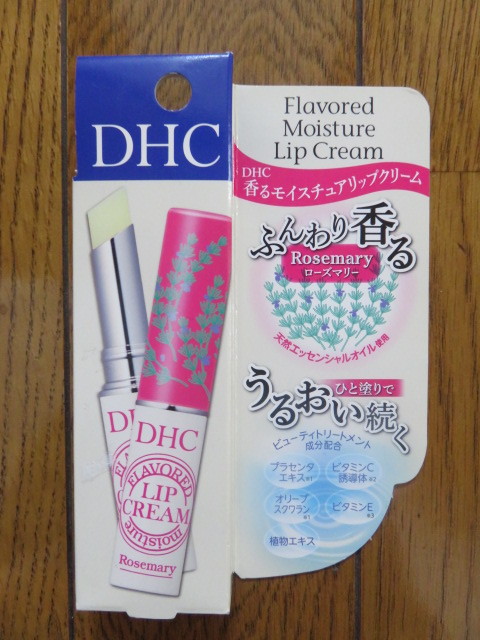 DHC
DHC
FLAVORED
DHC
FLAVORED
LIP
CREAM
moisture
Rosemary
Flavored
Moisture
Lip Cream
DHC
香るモイスチュアリップクリーム
ふんわり香る
Rosemary
ローズマリー
天然エッセンシャルオイル使用
ひと塗りで
うるおい続く
ビューティトリートメント
成分配合
プラセンタ
エキス※1
ビタミンC
誘導体※2
オリーブ
スクワラン※1
ビタミンE
※3
植物エキス